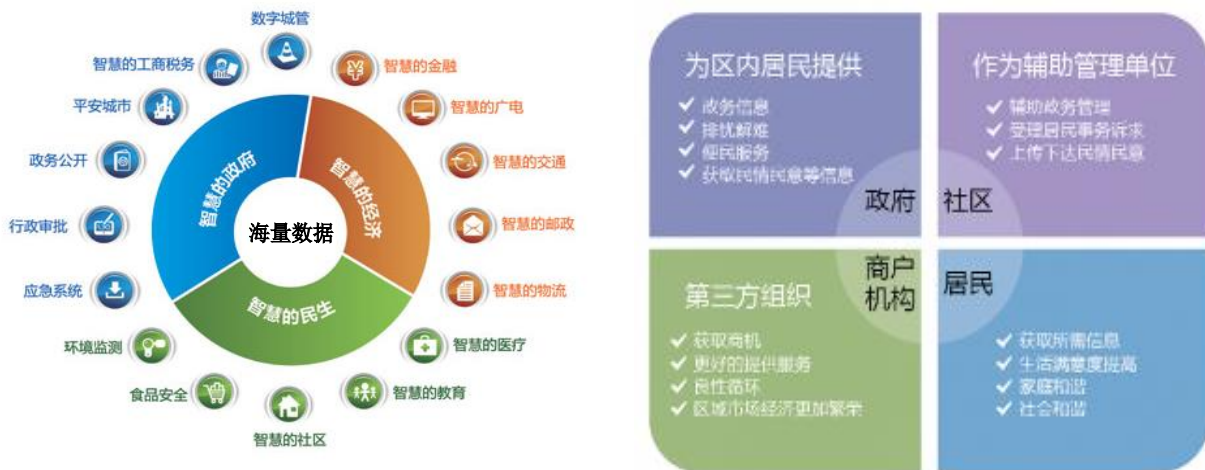 数字城管
智慧的工商税务
智慧的金融
平安城市
智慧的广电
政务公开
智慧的交通
行政审批
智慧的邮政
应急系统
智慧的物流
环境监测
智慧的医疗
食品安全
智慧的教育
智慧的社区
智慧的政府
智慧的经济
智慧的民生
海量数据
为区内居民提供
政务信息
排忧解难
便民服务
获取民情民意等信息
政府
作为辅助管理单位
辅助政务管理
受理居民事务诉求
上传下达民情民意
社区
商户
机构
第三方组织
获取商机
更好的提供服务
良性循环
区域市场经济更加繁荣
居民
获取所需信息
生活满意度提高
家庭和谐
社会和谐